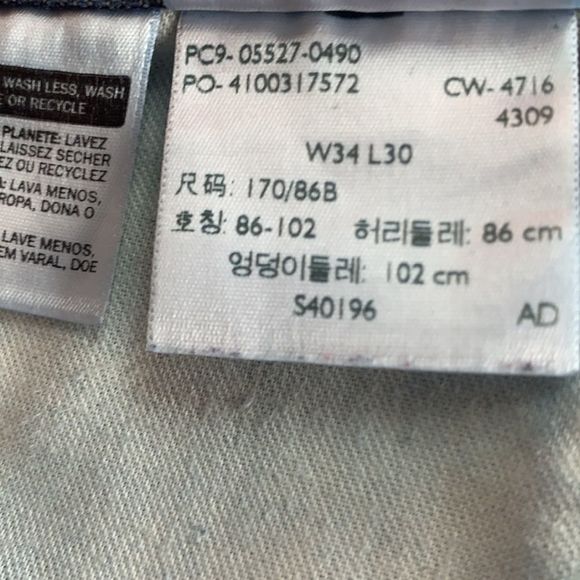 WASH LESS, WASH
OR RECYCLE
PLANETE: LAVEZ
LAISSEZ SECHER
EZ OU RECYCLEZ
: LAVA MENOS,
ROPA, DONA O
LAVE MENOS,
EM VARAL, DOE
PC9- 05527-0490
PO- 4100317572 CW- 4716
4309
W34 L30
尺码: 170/86B
호칭: 86-102 허리둘레: 86 cm
엉덩이둘레: 102 cm
S40196 AD